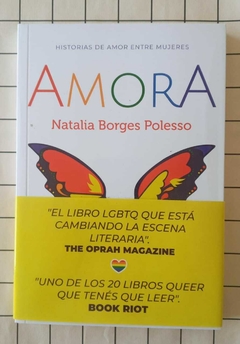 HISTORIAS DE AMOR ENTRE MUJERES
AMORA
Natalia Borges Polesso
"EL LIBRO LGBTQ QUE ESTÁ
CAMBIANDO LA ESCENA
LITERARIA".
THE OPRAH MAGAZINE
"UNO DE LOS 20 LIBROS QUEER
QUE TENÉS QUE LEER".
BOOK RIOT